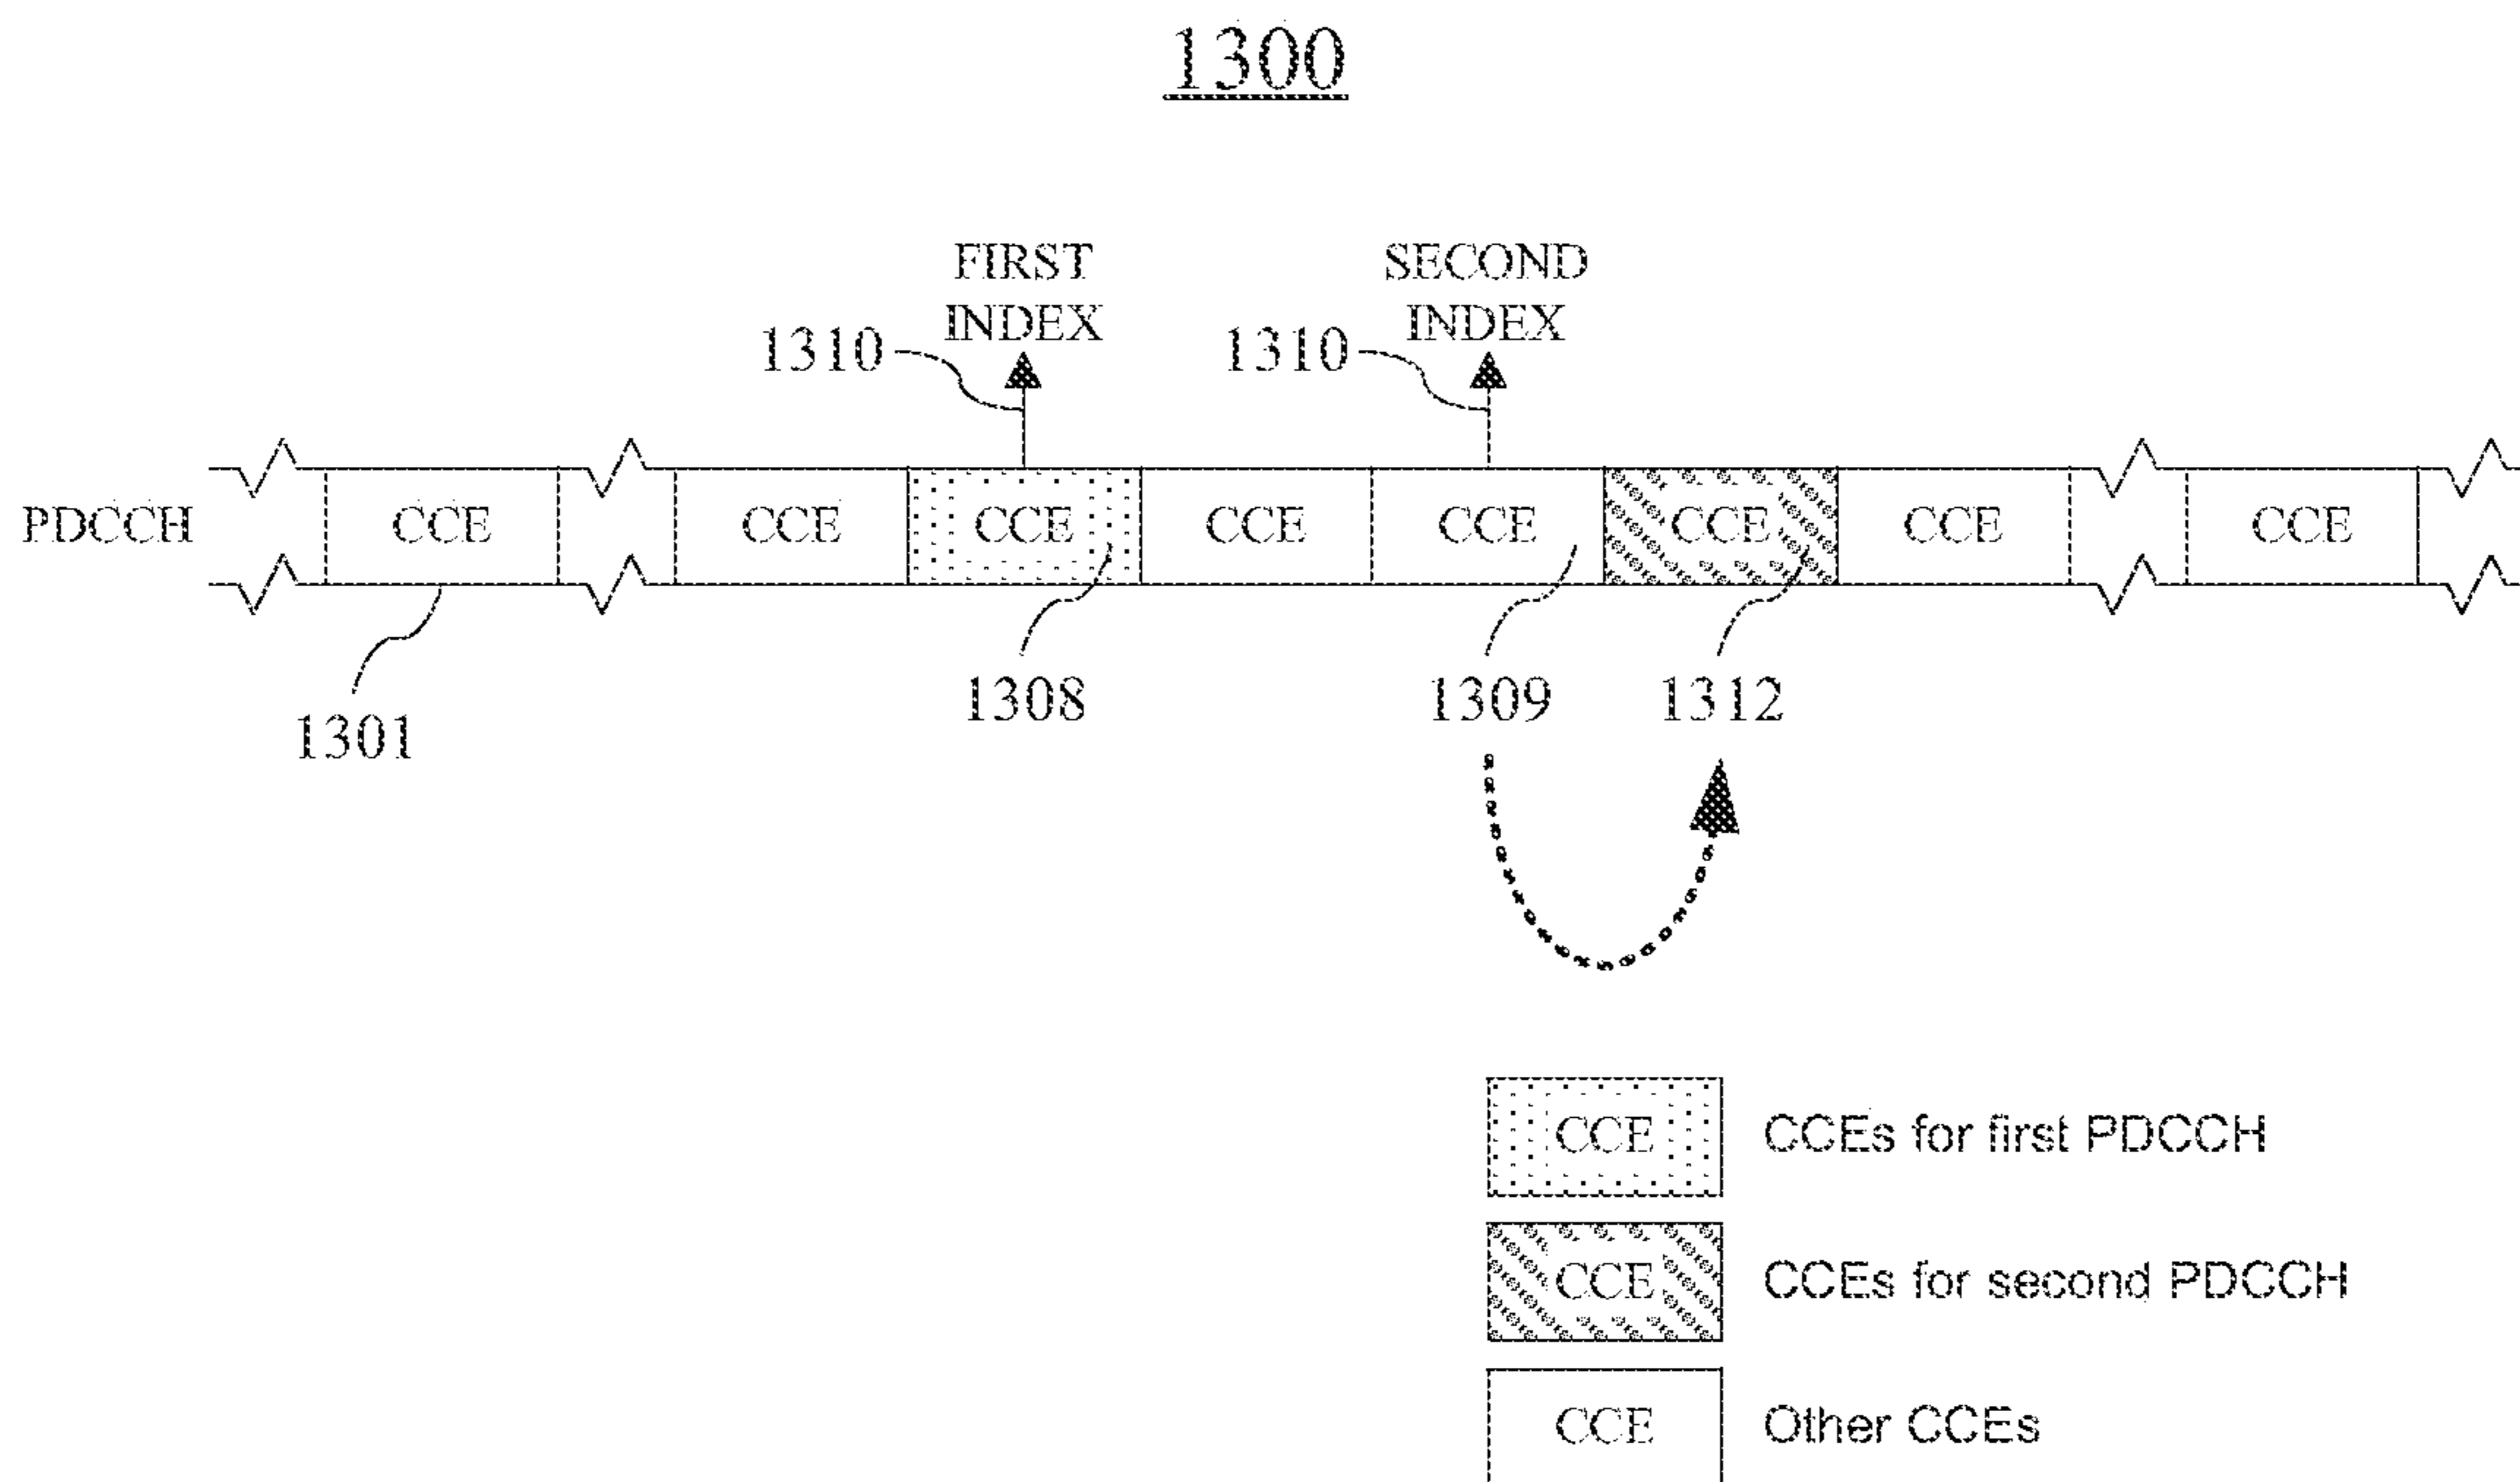 1300
FIRST
INDEX
SECOND
INDEX
1310
1310
PDCCH
CCE
CCE
CCE
CCE
CCE
CCE
CCE
CCE
1301
1308
1309
1312
CCE
CCEs for first PDCCH
CCE
CCEs for second PDCCH
CCE
Other CCEs